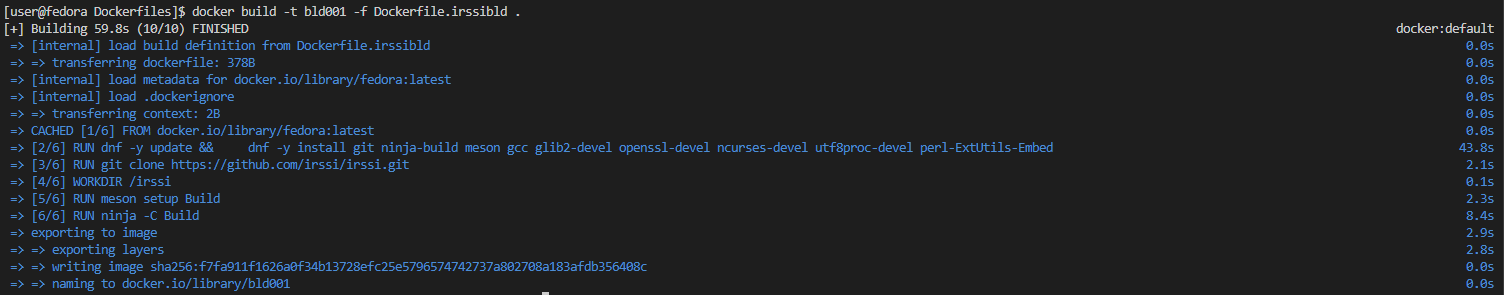 [user@fedora Dockerfiles]$ docker build -t bld001 -f Dockerfile.irssibld .
[+] Building 59.8s (10/10) FINISHED docker:default
=> [internal] load build definition from Dockerfile.irssibld 0.0s
=> => transferring dockerfile: 378B 0.0s
=> [internal] load metadata for docker.io/library/fedora:latest 0.0s
=> [internal] load .dockerignore 0.0s
=> => transferring context: 2B 0.0s
=> CACHED [1/6] FROM docker.io/library/fedora:latest 0.0s
=> [2/6] RUN dnf -y update &&     dnf -y install git ninja-build meson gcc glib2-devel openssl-devel ncurses-devel utf8proc-devel perl-ExtUtils-Embed 43.8s
=> [3/6] RUN git clone https://github.com/irssi/irssi.git 2.1s
=> [4/6] WORKDIR /irssi 0.1s
=> [5/6] RUN meson setup Build 2.3s
=> [6/6] RUN ninja -C Build 8.4s
=> exporting to image 2.9s
=> => exporting layers 2.8s
=> => writing image sha256:f7fa911f1626a0f34b13728efc25e5796574742737a802708a183afdb356408c 0.0s
=> => naming to docker.io/library/bld001 0.0s